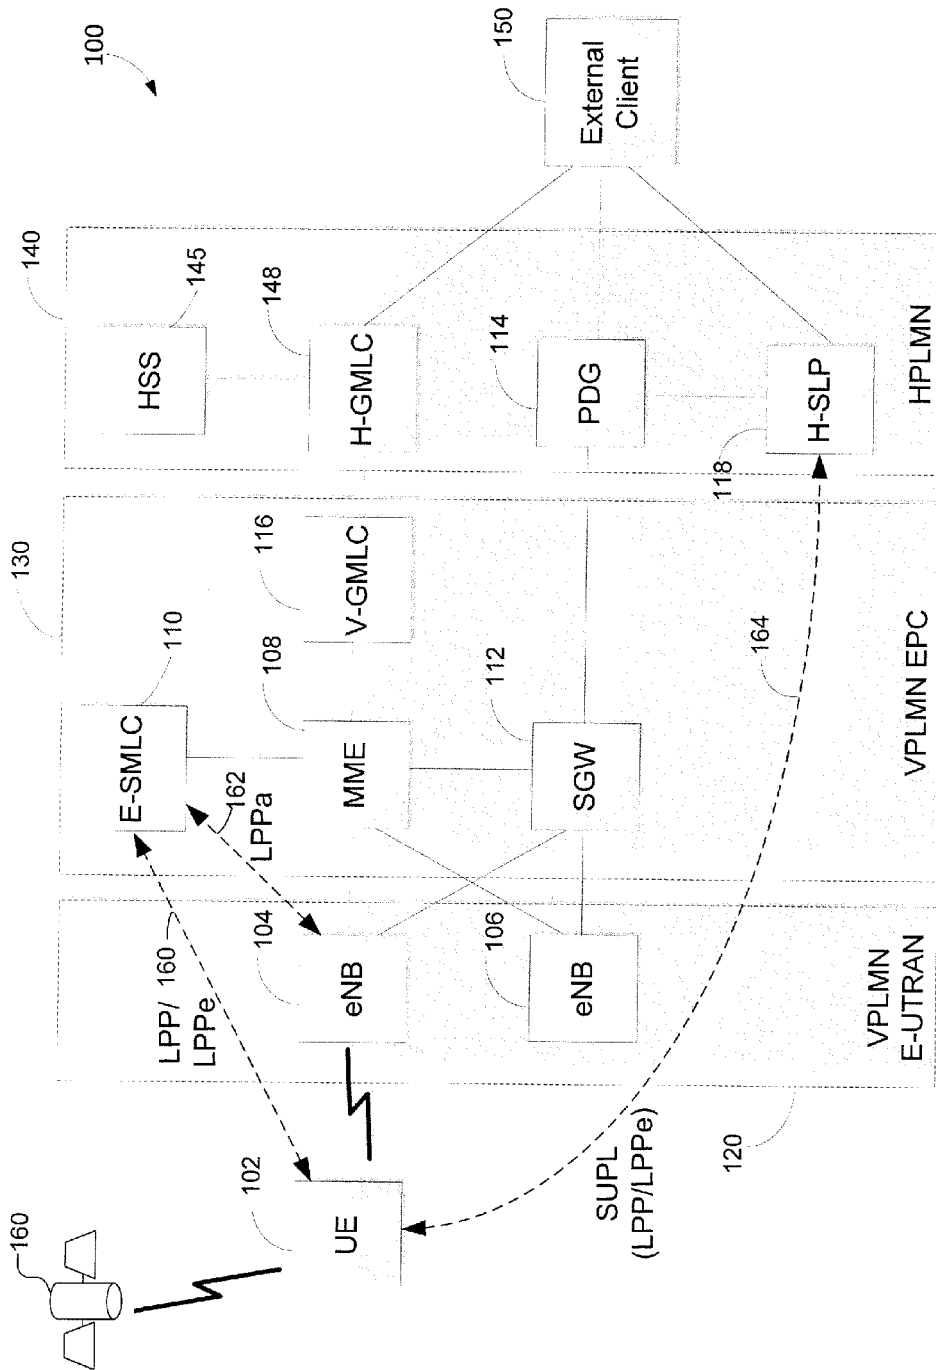 100
160
130
140
E-SMLC
110
HSS
145
LPP/
LPPe
160
162
LPPa
102
104
108
116
148
UE
eNB
MME
V-GMLC
H-GMLC
106
112
114
150
eNB
SGW
PDG
External
Client
SUPL
(LPP/LPPe)
120
164
118
H-SLP
VPLMN
E-UTRAN
VPLMN EPC
HPLMN